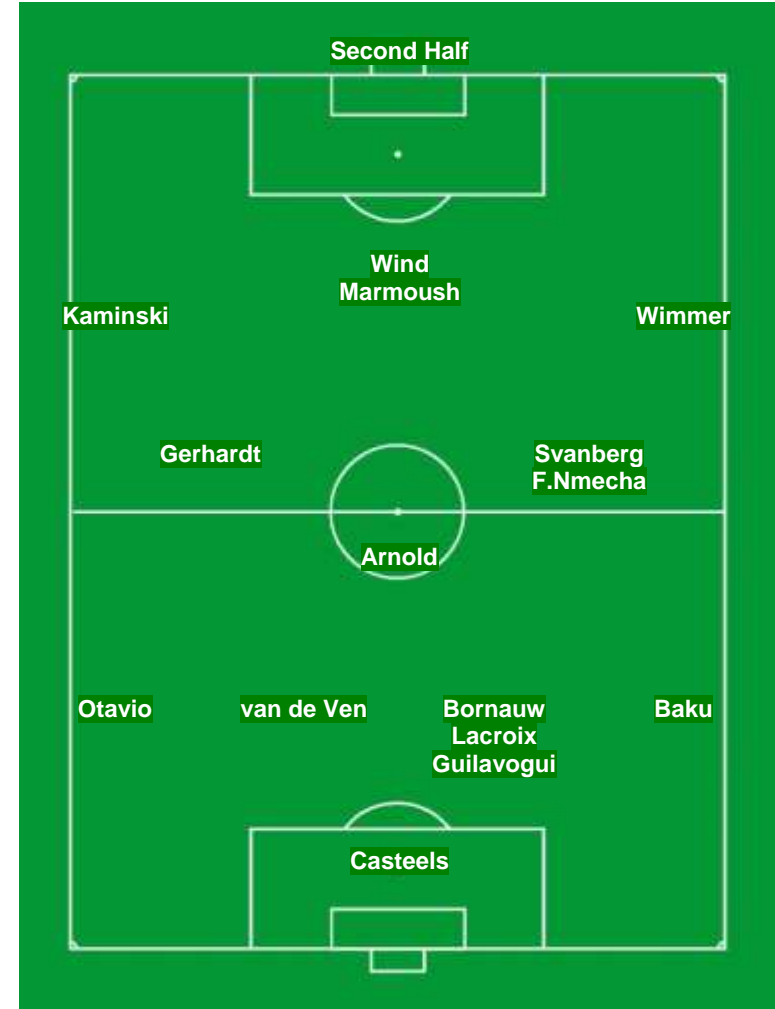 Second Half
Wind
Marmoush
Kaminski
Wimmer
Gerhardt
Svanberg
F.Nmecha
Arnold
Otavio
van de Ven
Bornauw
Baku
Lacroix
Guilavogui
Casteels